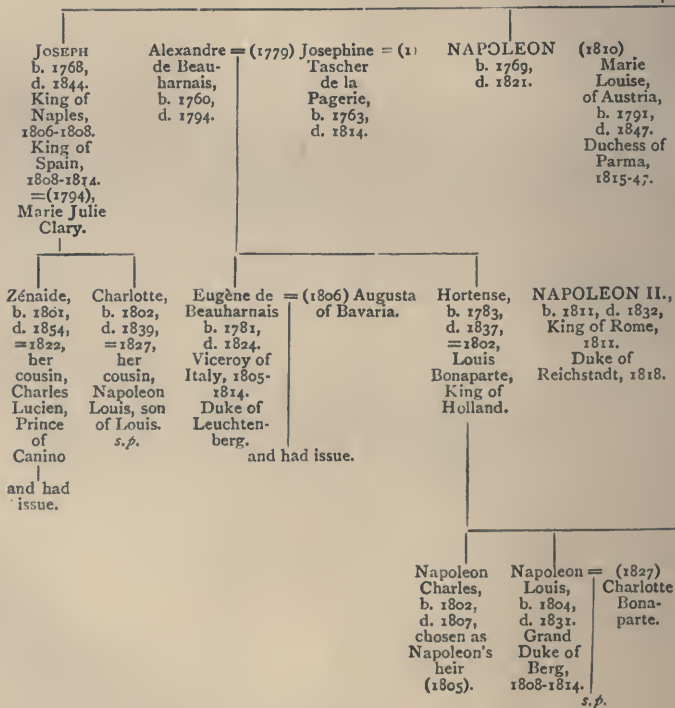 JOSEPH
b. 1768,
d. 1844.
King of
Naples,
1806-1808.
King of
Spain,
1808-1814.
=(1794),
Marie Julie
Clary.
Alexandre = (1779) Josephine = (1)
de Beau-
harnais,
b. 1760,
d. 1794.
Tascher
de la
Pagerie,
b. 1763,
d. 1814.
NAPOLEON
b. 1769,
d. 1821.
(1810)
Marie
Louise,
of Austria,
b. 1791,
d. 1847.
Duchess of
Parma,
1815-47.
Zénaide,
b. 1801
d. 1854,
=1822,
her
cousin,
Charles
Lucien,
Prince
of
Canino
and had
issue.
Charlotte,
b. 1802,
d. 1839,
=1827,
her
cousin,
Napoleon
Louis, son
of Louis.
s.p.
Eugène de
Beauharnais
b. 1781,
d. 1824.
Viceroy of
Italy, 1805-
1814.
Duke of
Leuchten-
berg.
= (1806) Augusta
of Bavaria.
and had issue.
Hortense,
b. 1783,
d. 1837,
=1802,
Louis
Bonaparte,
King of
Holland.
NAPOLEON II.,
b. 1811, d. 1832,
King of Rome,
1811.
Duke of
Reichstadt, 1818.
Napoleon
Charles,
b. 1802,
d. 1807,
chosen as
Napoleon's
heir
(1805).
Napoleon = (1827)
Louis,
b. 1804,
d. 1831.
Grand
Duke of
Berg,
1808-1814.
Charlotte
Bona-
parte.
s.p.